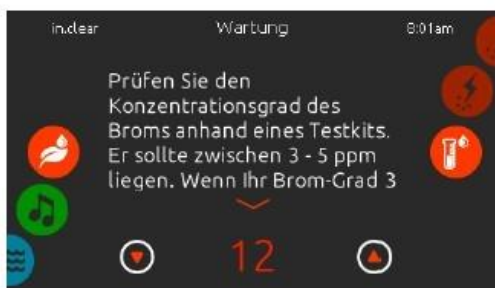 in.clear Wartung 8:01am
Prüfen Sie den
Konzentrationsgrad des
Broms anhand eines Testkits.
Er sollte zwischen 3 - 5 ppm
liegen. Wenn Ihr Brom-Grad 3
12